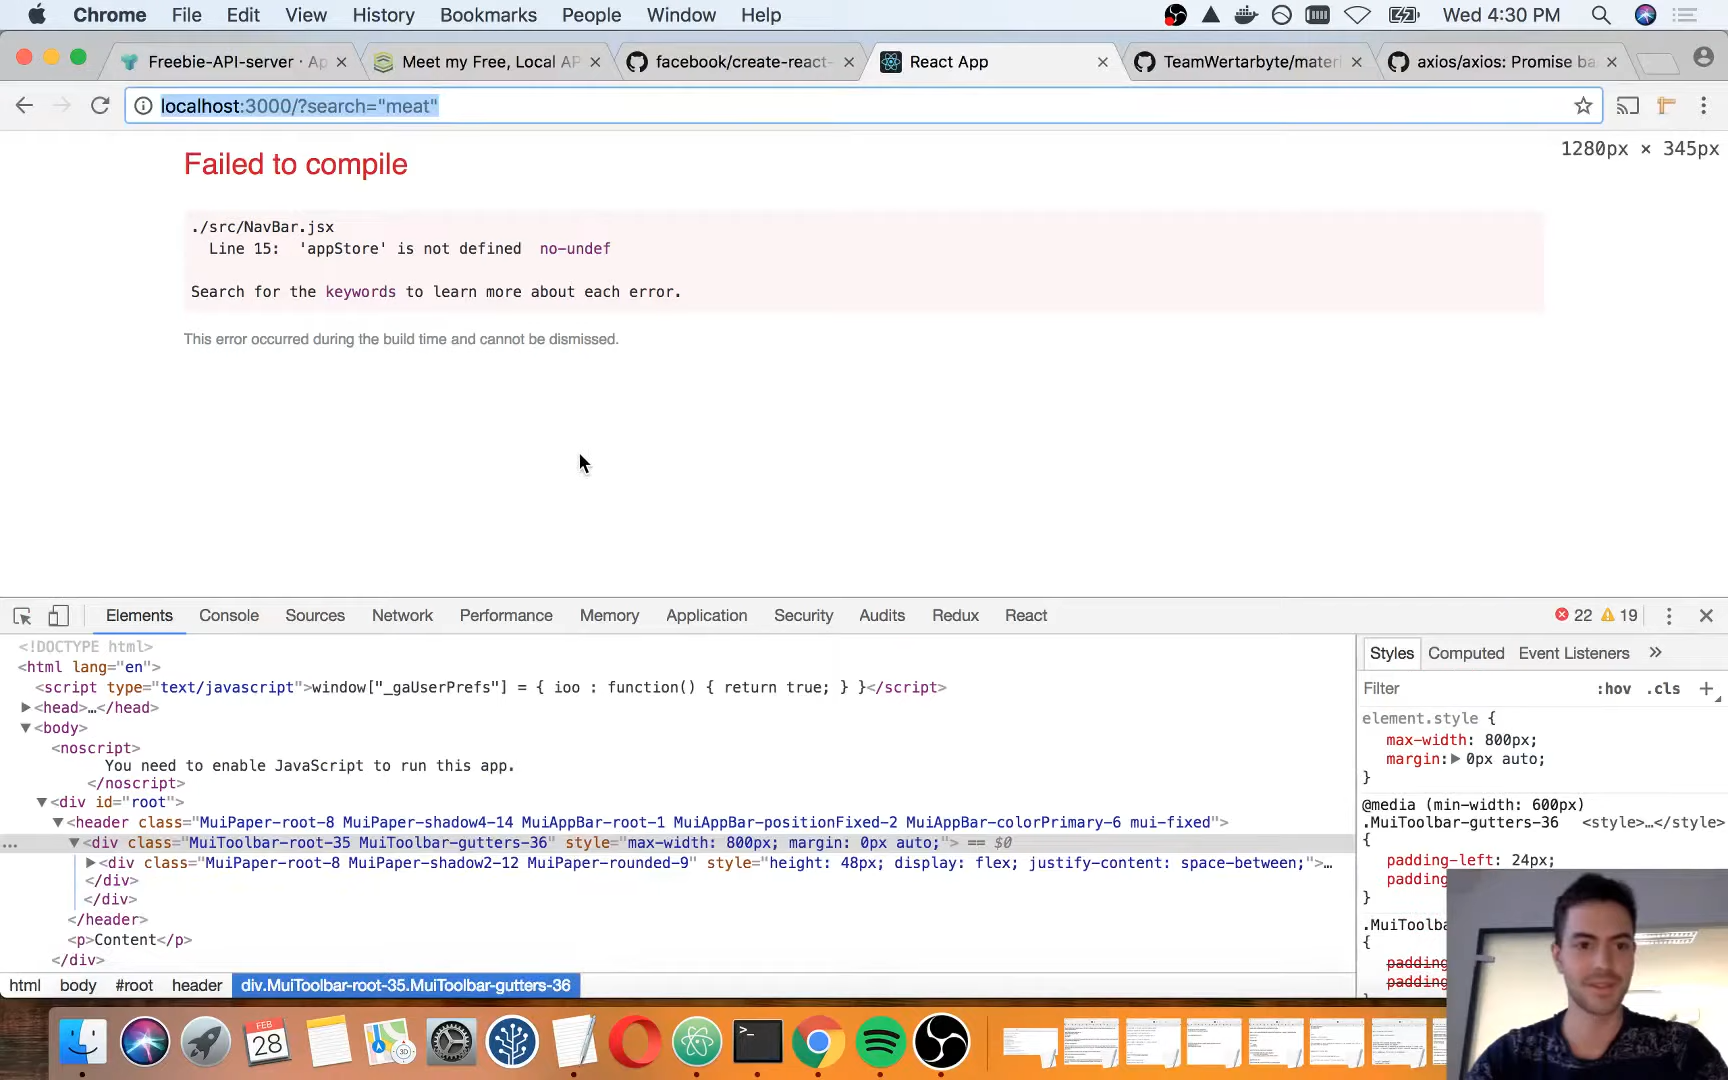 Chrome File Edit View History Bookmarks People Window Help Wed 4:30 PM
Freebie-API-server · Ap
Meet my Free, Local AP
facebook/create-react-
React App
TeamWertarbyte/materi
axios/axios: Promise ba
localhost:3000/?search="meat"
1280px × 345px
Failed to compile
./src/NavBar.jsx
Line 15: 'appStore' is not defined no-undef
Search for the keywords to learn more about each error.
This error occurred during the build time and cannot be dismissed.
Elements Console Sources Network Performance Memory Application Security Audits Redux React 22 19
<!DOCTYPE html>
<html lang="en">
<script type="text/javascript">window["_gaUserPrefs"] = { ioo : function() { return true; } }</script>
<head>…</head>
<body>
<noscript>
You need to enable JavaScript to run this app.
</noscript>
<div id="root">
<header class="MuiPaper-root-8 MuiPaper-shadow4-14 MuiAppBar-root-1 MuiAppBar-positionFixed-2 MuiAppBar-colorPrimary-6 mui-fixed">
… <div class="MuiToolbar-root-35 MuiToolbar-gutters-36" style="max-width: 800px; margin: 0px auto;"> == $0
<div class="MuiPaper-root-8 MuiPaper-shadow2-12 MuiPaper-rounded-9" style="height: 48px; display: flex; justify-content: space-between;">…
</div>
</div>
</header>
<p>Content</p>
</div>
html body #root header div.MuiToolbar-root-35.MuiToolbar-gutters-36
Styles Computed Event Listeners »
Filter :hov .cls +
element.style {
max-width: 800px;
margin: 0px auto;
}
@media (min-width: 600px)
.MuiToolbar-gutters-36 <style>…</style>
{
padding-left: 24px;
padding
}
.MuiToolba
{
padding
padding
FEB
28
3D
>_